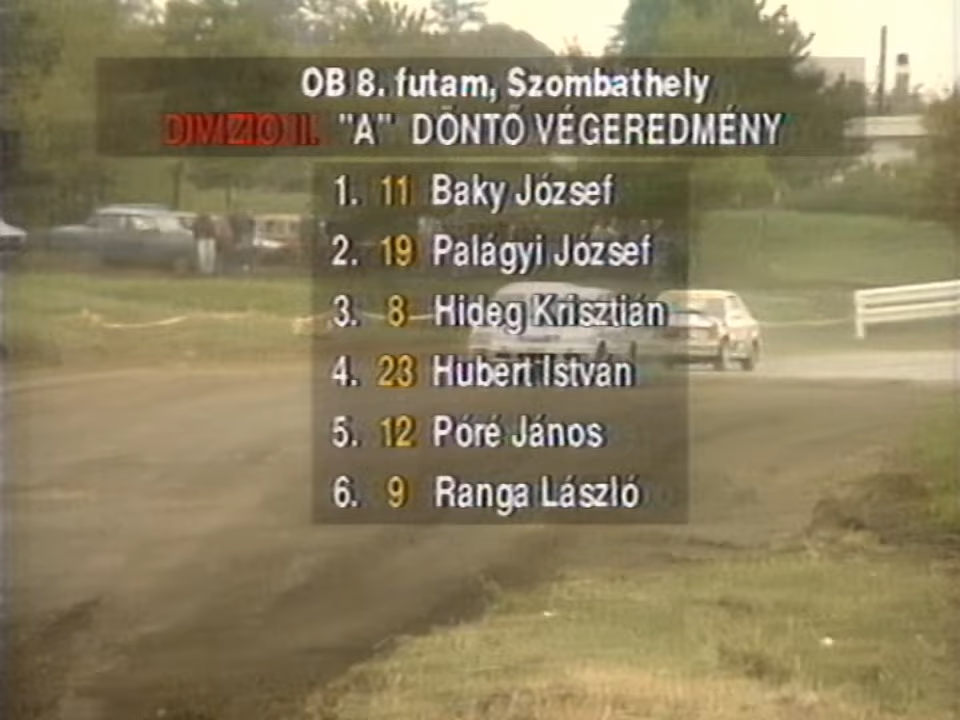 OB 8. futam, Szombathely
DIVÍZIÓ II. "A" DÖNTŐ VÉGEREDMÉNY
1. 11 Baky József
2. 19 Palágyi József
3. 8 Hideg Krisztián
4. 23 Hubert István
5. 12 Póré János
6. 9 Ranga László